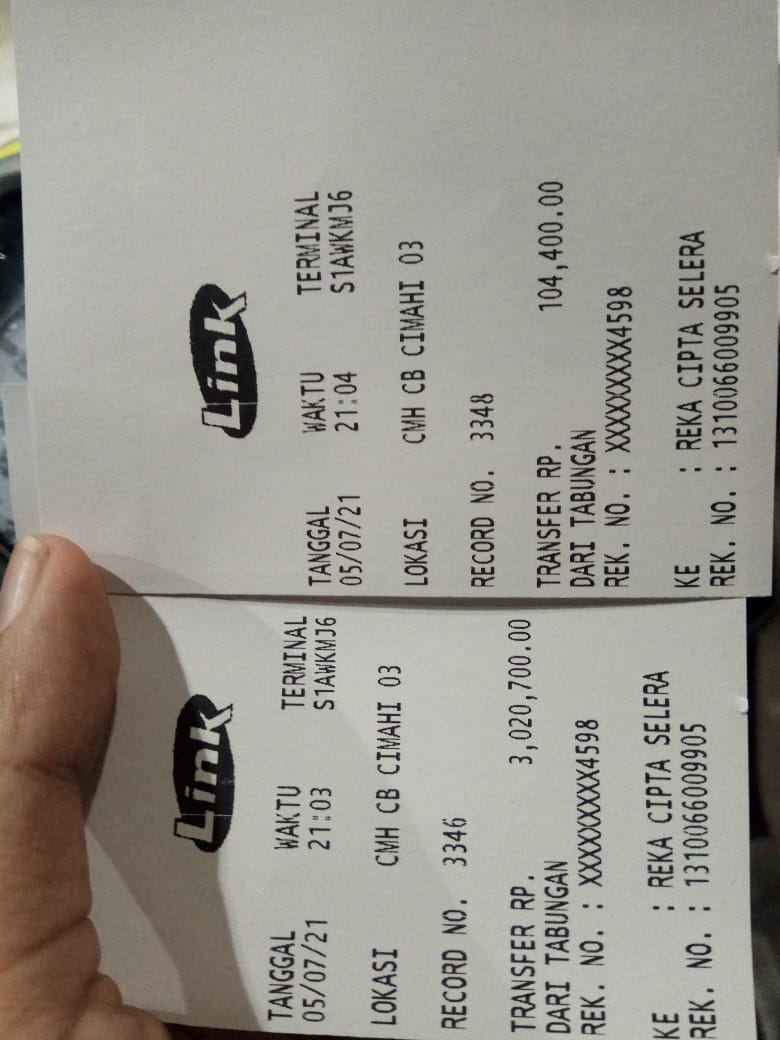 Link
TANGGAL WAKTU TERMINAL
05/07/21 21:04 S1AWKMJ6
LOKASI CMH CB CIMAHI 03
RECORD NO. 3348
TRANSFER RP. 104,400.00
DARI TABUNGAN
REK. NO. : XXXXXXXXX4598
KE : REKA CIPTA SELERA
REK. NO. : 1310066009905
Link
TANGGAL WAKTU TERMINAL
05/07/21 21:03 S1AWKMJ6
LOKASI CMH CB CIMAHI 03
RECORD NO. 3346
TRANSFER RP. 3,020,700.00
DARI TABUNGAN
REK. NO. : XXXXXXXXX4598
KE : REKA CIPTA SELERA
REK. NO. : 1310066009905